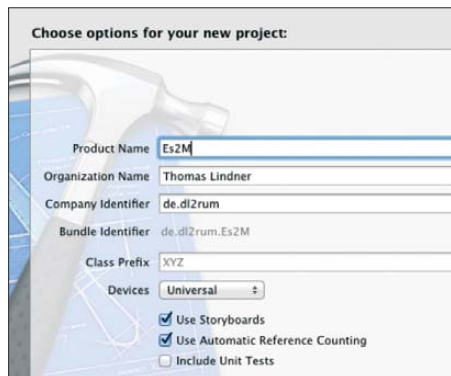 Choose options for your new project:
Product Name Es2M
Organization Name Thomas Lindner
Company Identifier de.dl2rum
Bundle Identifier de.dl2rum.Es2M
Class Prefix XYZ
Devices Universal
Use Storyboards
Use Automatic Reference Counting
Include Unit Tests